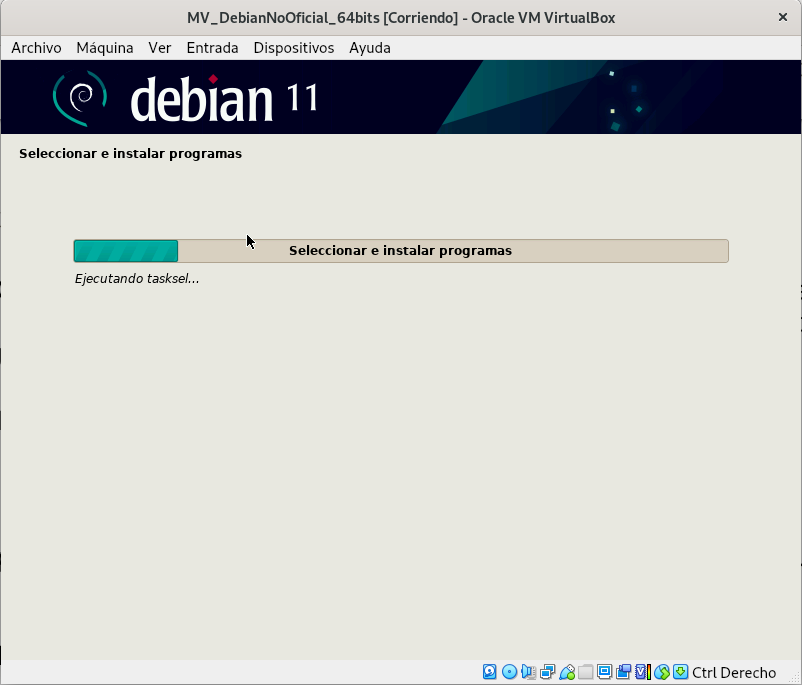 MV_DebianNoOficial_64bits [Corriendo] - Oracle VM VirtualBox
Archivo Máquina Ver Entrada Dispositivos Ayuda
debian 11
Seleccionar e instalar programas
Seleccionar e instalar programas
Ejecutando tasksel...
Ctrl Derecho